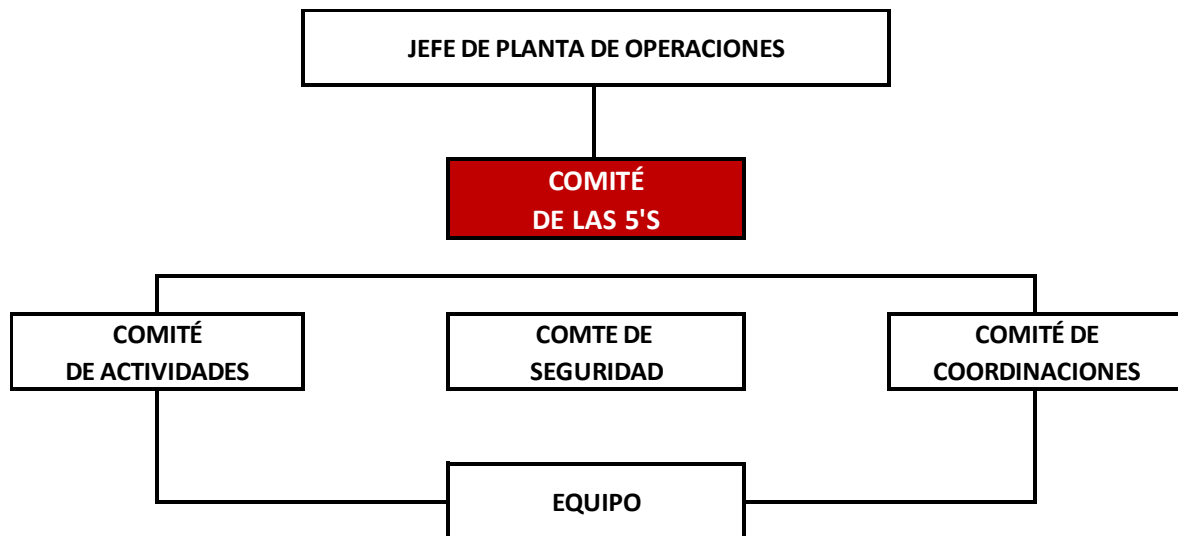 JEFE DE PLANTA DE OPERACIONES
COMITÉ
DE LAS 5'S
COMITÉ
DE ACTIVIDADES
COMTE DE
SEGURIDAD
COMITÉ DE
COORDINACIONES
EQUIPO